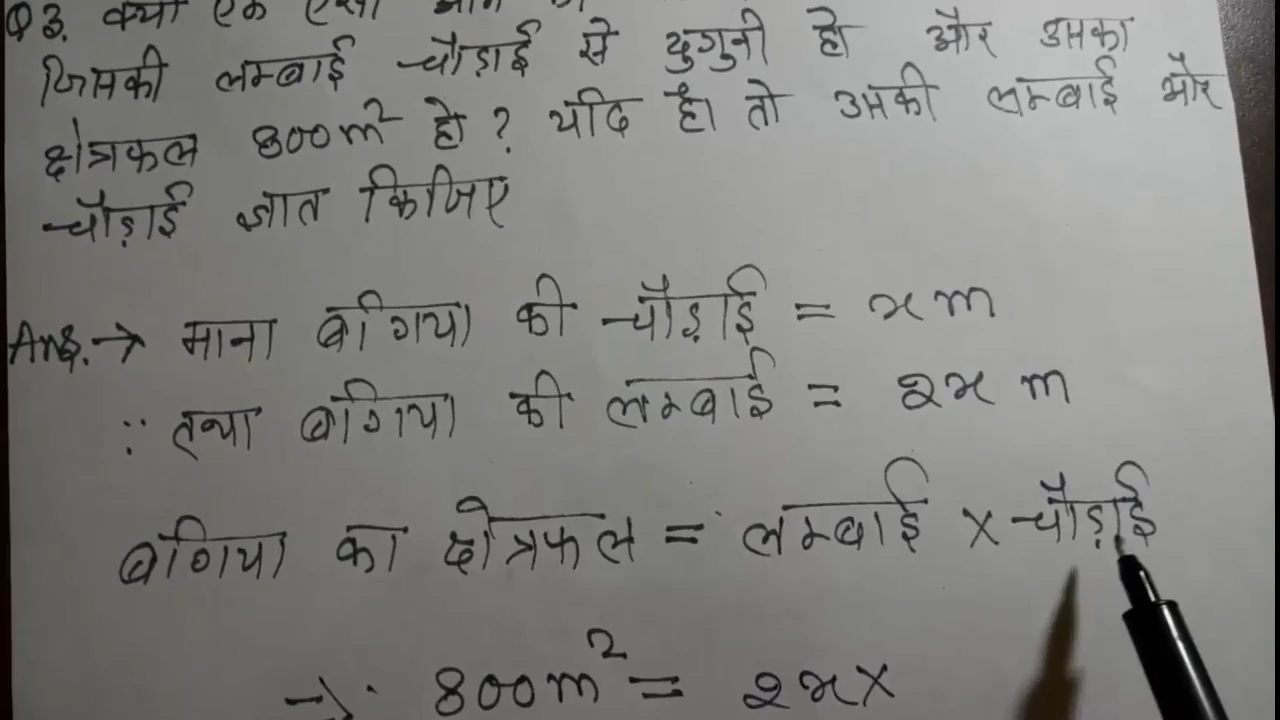 Q 3. क्या एक ऐसी
जिसकी लम्बाई चौड़ाई से दुगुनी हो और उसका
क्षेत्रफल 800m² हो? यदि हाँ तो उसकी लम्बाई और
चौड़ाई ज्ञात किजिए
Ans. → माना बगिया की चौड़ाई = x m
∵ तथा बगिया की लम्बाई = 2x m
बगिया का क्षेत्रफल = लम्बाई x चौड़ाई
⇒ 800m² = 2x x